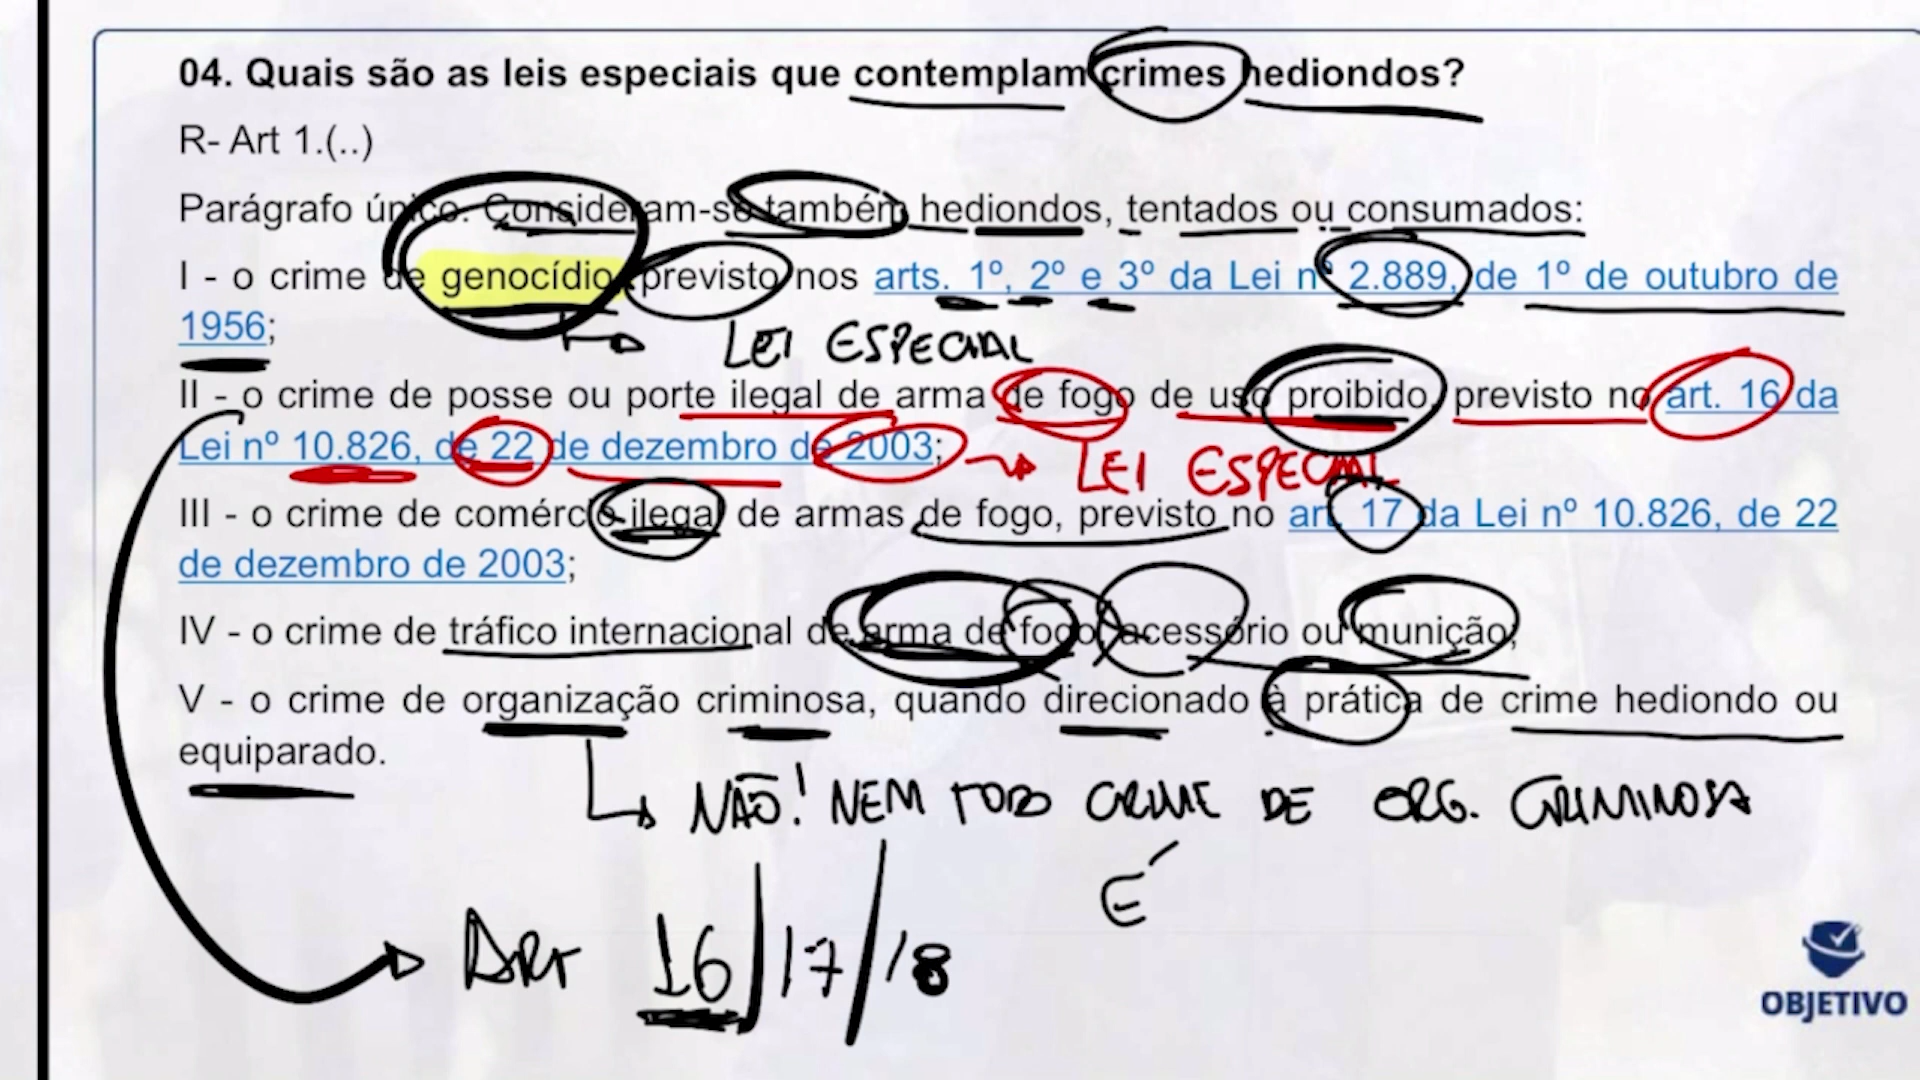 04. Quais são as leis especiais que contemplam crimes hediondos?
R- Art 1.(..)
Parágrafo único. Consideram-se também hediondos, tentados ou consumados:
I - o crime de genocídio, previsto nos arts. 1º, 2º e 3º da Lei nº 2.889, de 1º de outubro de
1956;
LEI ESPECIAL
II - o crime de posse ou porte ilegal de arma de fogo de uso proibido, previsto no art. 16 da
Lei nº 10.826, de 22 de dezembro de 2003;
LEI ESPECIAL
III - o crime de comércio ilegal de armas de fogo, previsto no art. 17 da Lei nº 10.826, de 22
de dezembro de 2003;
IV - o crime de tráfico internacional de arma de fogo, acessório ou munição;
V - o crime de organização criminosa, quando direcionado à prática de crime hediondo ou
equiparado.
NÃO! NEM TODO CRIME DE ORG. CRIMINOSA
É
ART 16/17/18
OBJETIVO